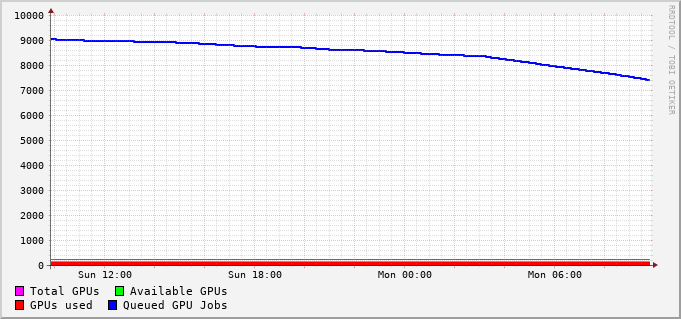 10000
9000
8000
7000
6000
5000
4000
3000
2000
1000
0
Sun 12:00 Sun 18:00 Mon 00:00 Mon 06:00
Total GPUs Available GPUs
GPUs used Queued GPU Jobs
RRDTOOL / TOBI OETIKER